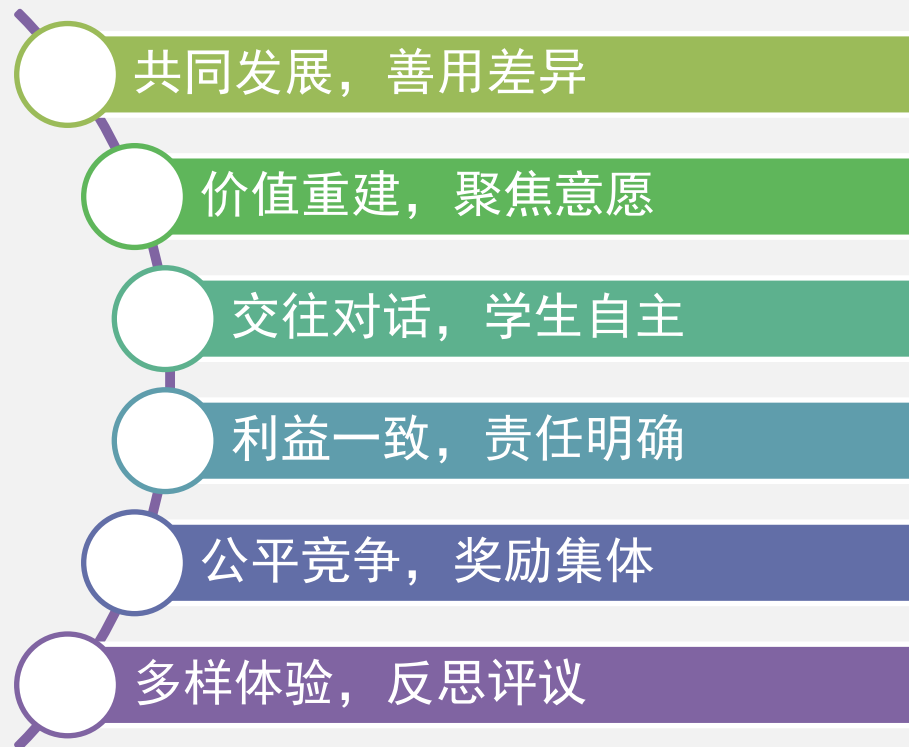 共同发展，善用差异
价值重建，聚焦意愿
交往对话，学生自主
利益一致，责任明确
公平竞争，奖励集体
多样体验，反思评议